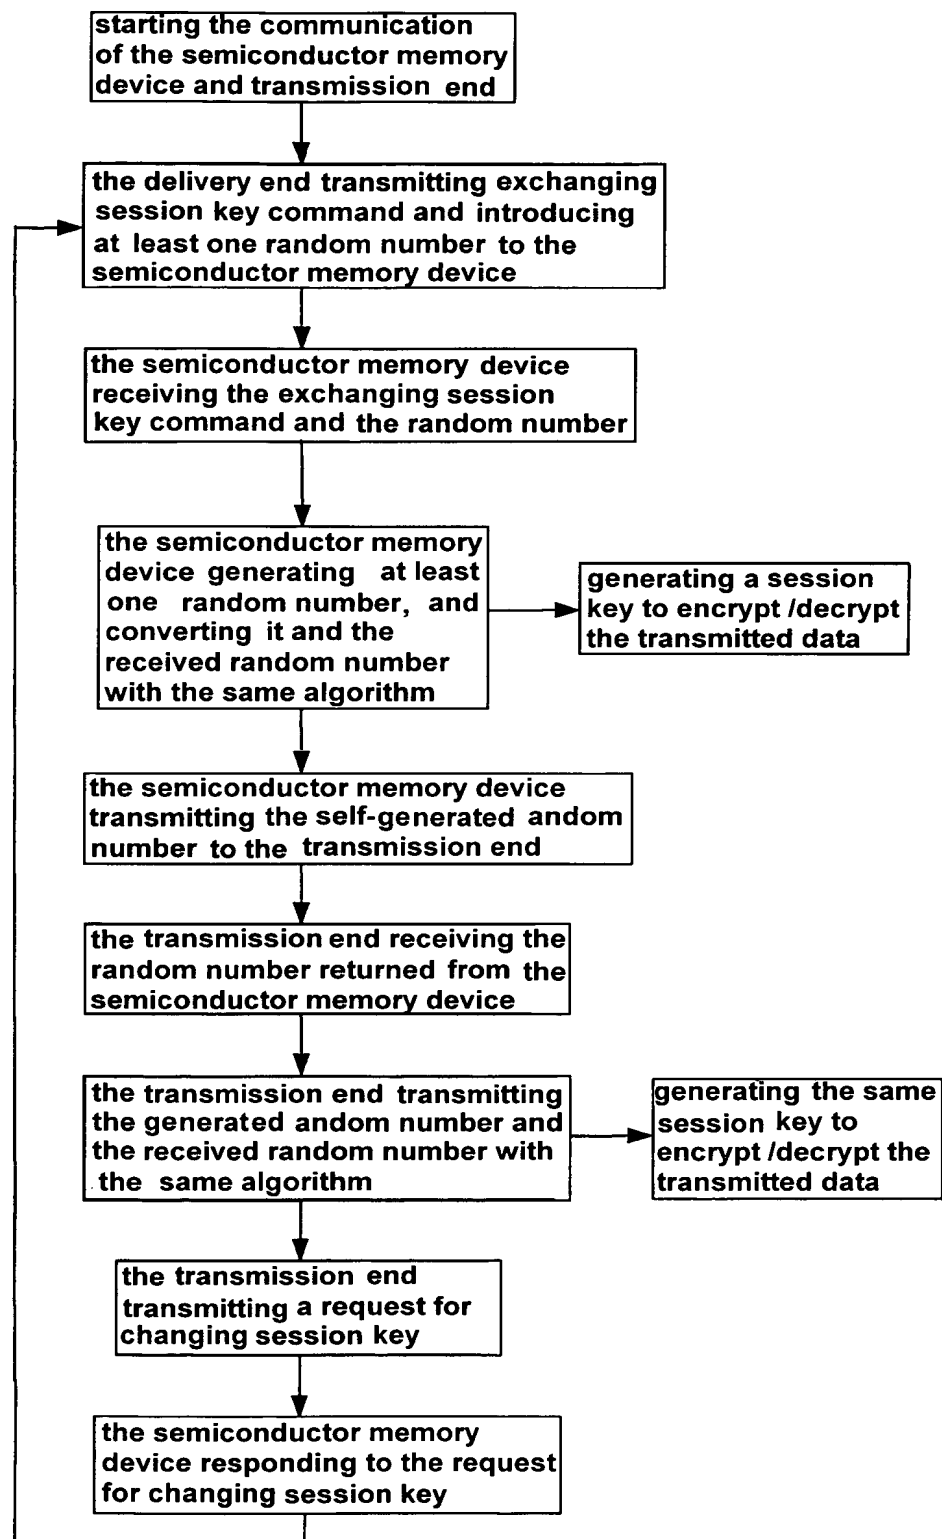 starting the communication
of the semiconductor memory
device and transmission end
the delivery end transmitting exchanging
session key command and introducing
at least one random number to the
semiconductor memory device
the semiconductor memory device
receiving the exchanging session
key command and the random number
the semiconductor memory
device generating at least
one random number, and
converting it and the
received random number
with the same algorithm
generating a session
key to encrypt /decrypt
the transmitted data
the semiconductor memory device
transmitting the self-generated andom
number to the transmission end
the transmission end receiving the
random number returned from the
semiconductor memory device
the transmission end transmitting
the generated andom number and
the received random number with
the same algorithm
generating the same
session key to
encrypt /decrypt the
transmitted data
the transmission end
transmitting a request for
changing session key
the semiconductor memory
device responding to the request
for changing session key